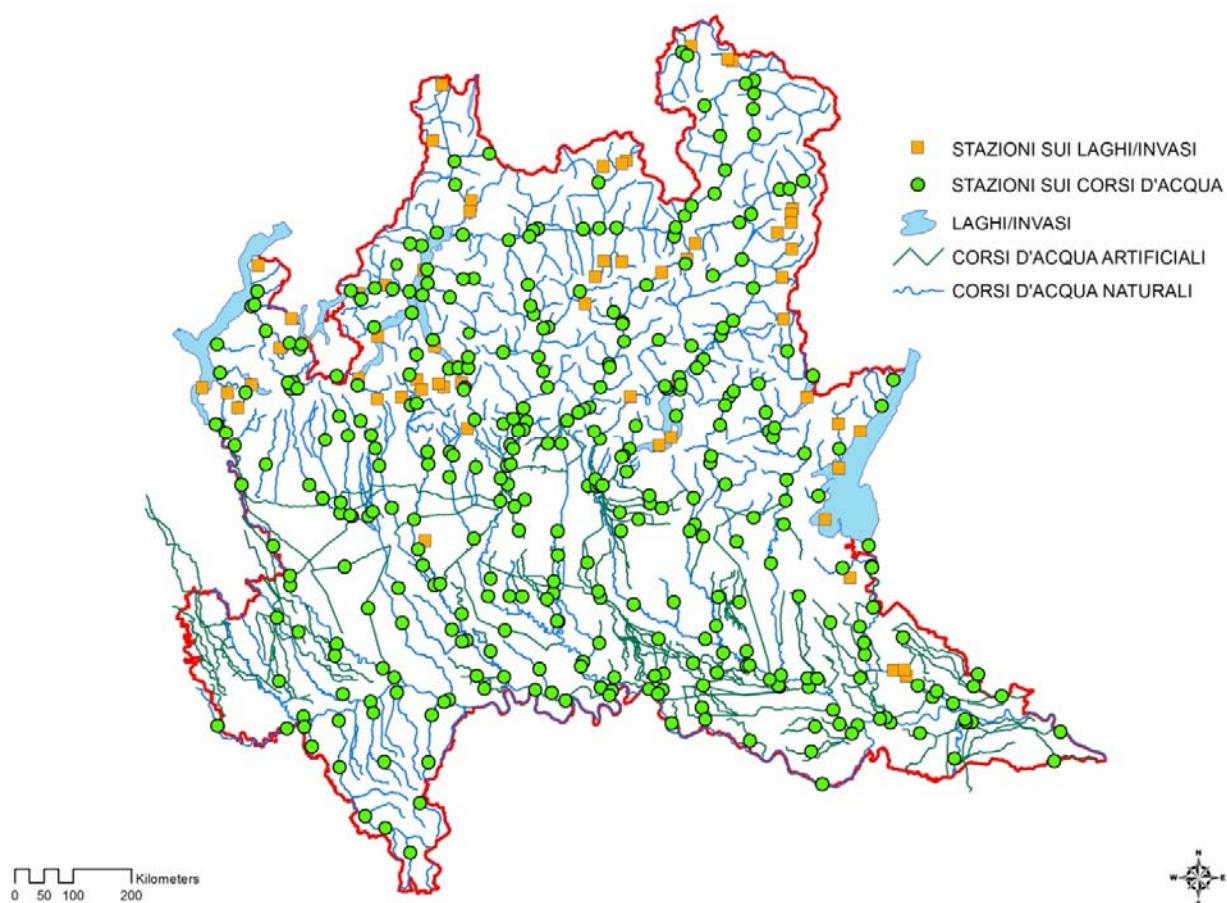 STAZIONI SUI LAGHI/INVASI
STAZIONI SUI CORSI D'ACQUA
LAGHI/INVASI
CORSI D'ACQUA ARTIFICIALI
CORSI D'ACQUA NATURALI
Kilometers
0 50 100 200
N
W E